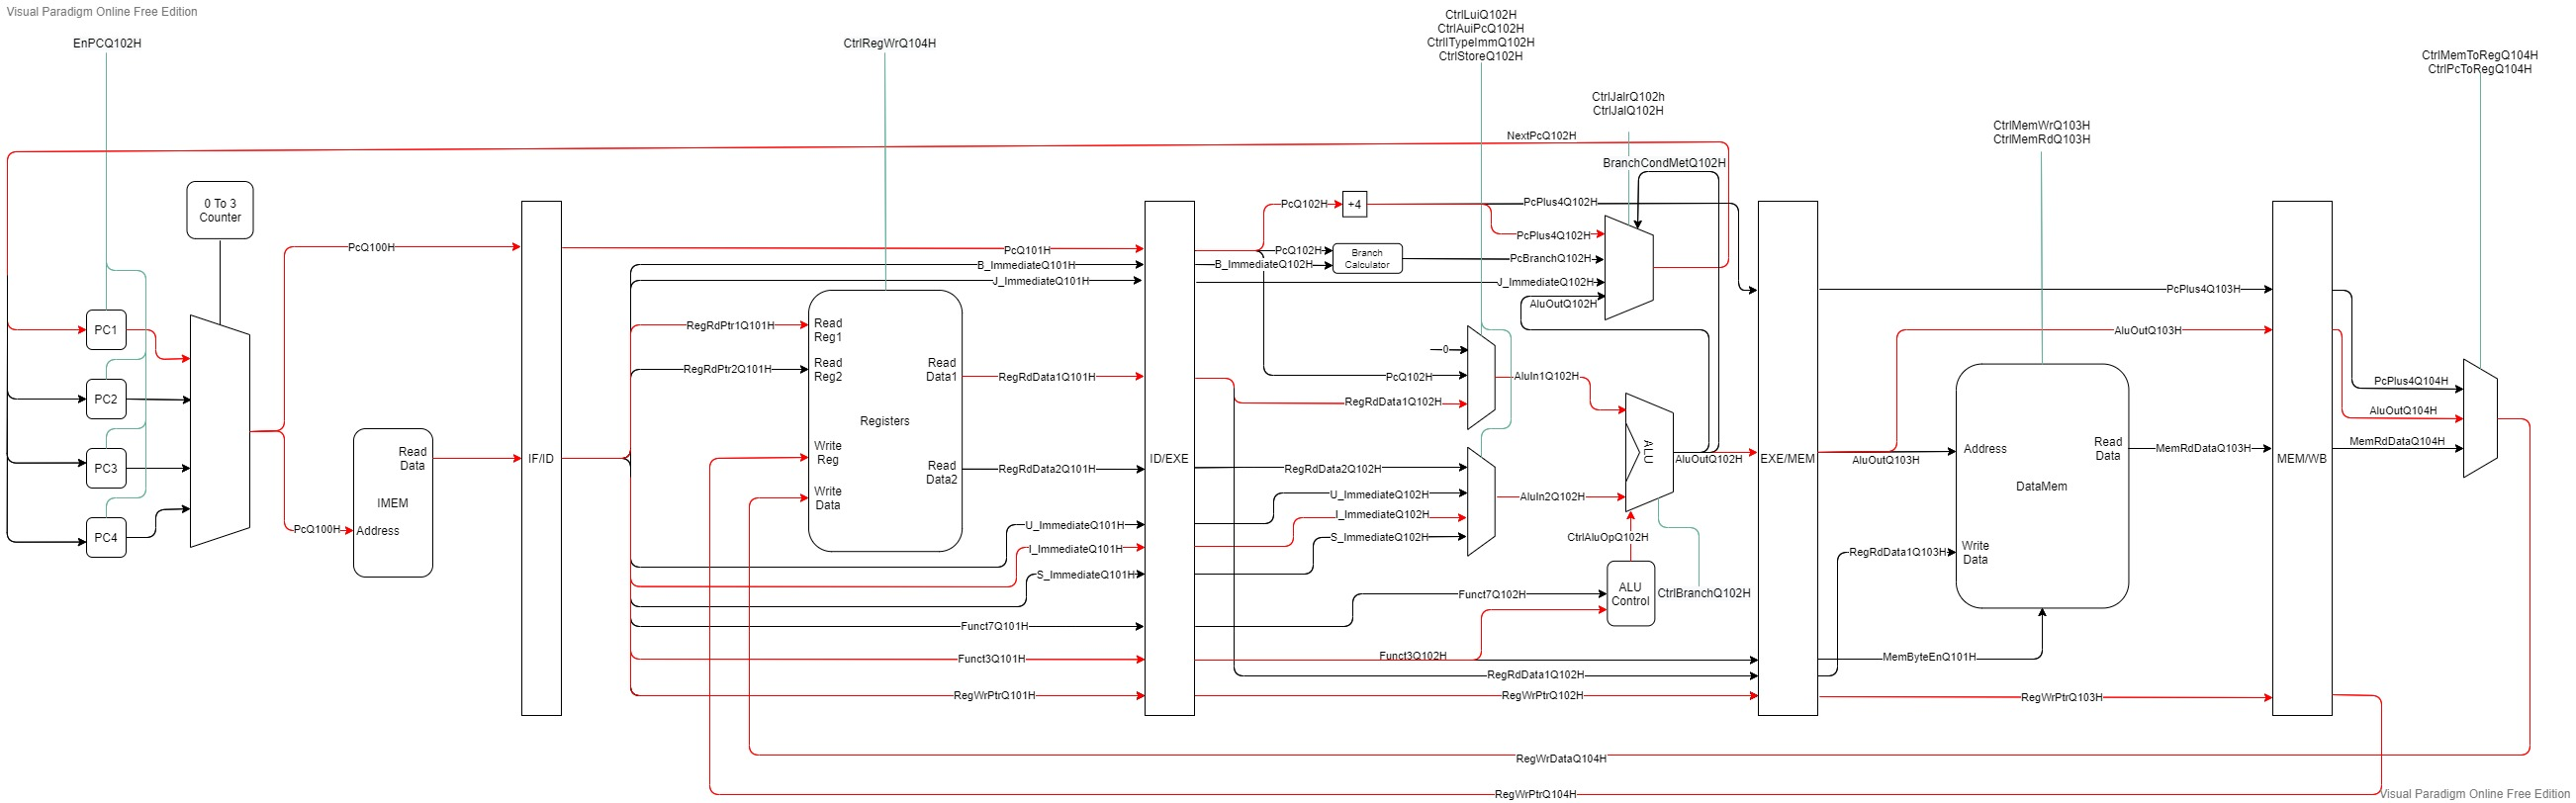 Visual Paradigm Online Free Edition
EnPCQ102H
CtrlRegWrQ104H
CtrlLuiQ102H
CtrlAuiPcQ102H
CtrlITypeImmQ102H
CtrlStoreQ102H
CtrlJalrQ102h
CtrlJalQ102H
CtrlMemWrQ103H
CtrlMemRdQ103H
CtrlMemToRegQ104H
CtrlPcToRegQ104H
NextPcQ102H
BranchCondMetQ102H
0 To 3
Counter
PC1
PC2
PC3
PC4
PcQ100H
PcQ100H
Read
Data
IMEM
Address
IF/ID
PcQ101H
B_ImmediateQ101H
J_ImmediateQ101H
RegRdPtr1Q101H
RegRdPtr2Q101H
Read
Reg1
Read
Reg2
Read
Data1
Registers
Write
Reg
Read
Data2
Write
Data
RegRdData1Q101H
RegRdData2Q101H
U_ImmediateQ101H
I_ImmediateQ101H
S_ImmediateQ101H
Funct7Q101H
Funct3Q101H
RegWrPtrQ101H
ID/EXE
PcQ102H
+4
PcPlus4Q102H
PcPlus4Q102H
PcQ102H
B_ImmediateQ102H
Branch
Calculator
PcBranchQ102H
J_ImmediateQ102H
AluOutQ102H
0
PcQ102H
RegRdData1Q102H
AluIn1Q102H
RegRdData2Q102H
U_ImmediateQ102H
I_ImmediateQ102H
S_ImmediateQ102H
AluIn2Q102H
ALU
AluOutQ102H
CtrlAluOpQ102H
ALU
Control
CtrlBranchQ102H
Funct7Q102H
Funct3Q102H
RegRdData1Q102H
RegWrPtrQ102H
EXE/MEM
PcPlus4Q103H
AluOutQ103H
AluOutQ103H
Address
Read
Data
DataMem
Write
Data
RegRdData1Q103H
MemByteEnQ101H
MemRdDataQ103H
RegWrPtrQ103H
MEM/WB
PcPlus4Q104H
AluOutQ104H
MemRdDataQ104H
RegWrDataQ104H
RegWrPtrQ104H
Visual Paradigm Online Free Edition